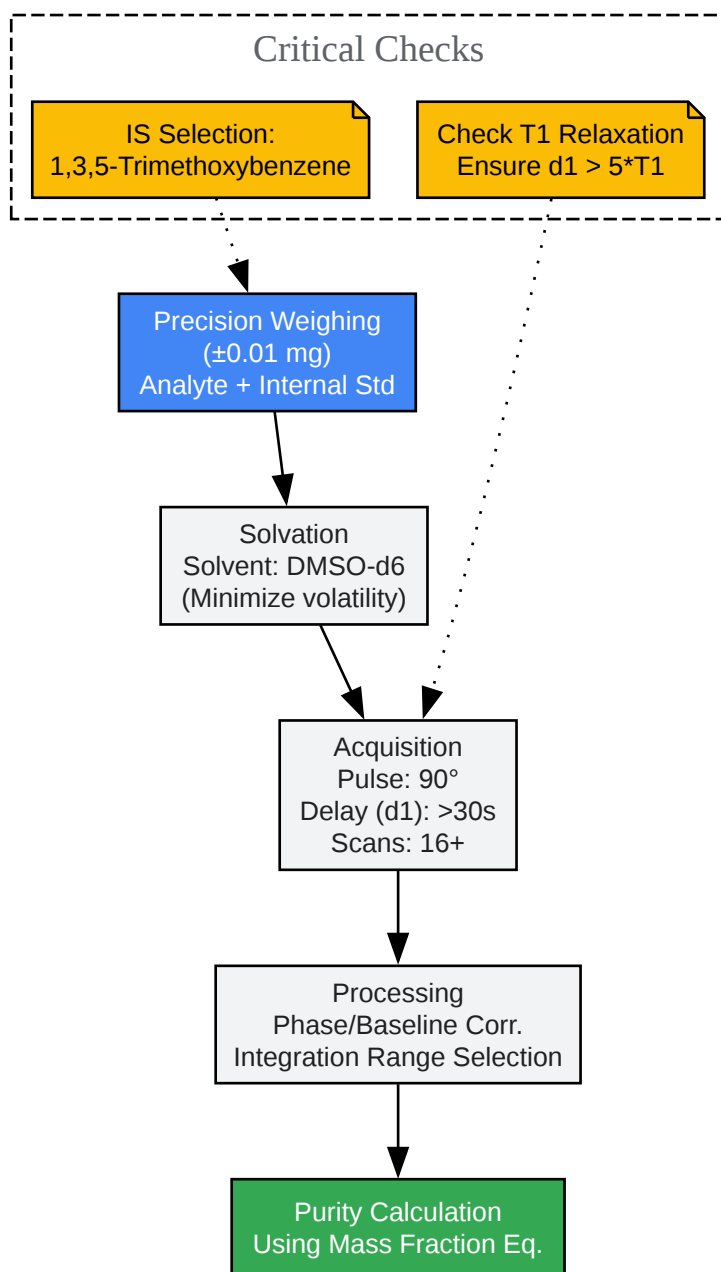 Critical Checks
IS Selection:
1,3,5-Trimethoxybenzene
Check T1 Relaxation
Ensure d1 > 5*T1
Precision Weighing
(±0.01 mg)
Analyte + Internal Std
Solvation
Solvent: DMSO-d6
(Minimize volatility)
Acquisition
Pulse: 90°
Delay (d1): >30s
Scans: 16+
Processing
Phase/Baseline Corr.
Integration Range Selection
Purity Calculation
Using Mass Fraction Eq.